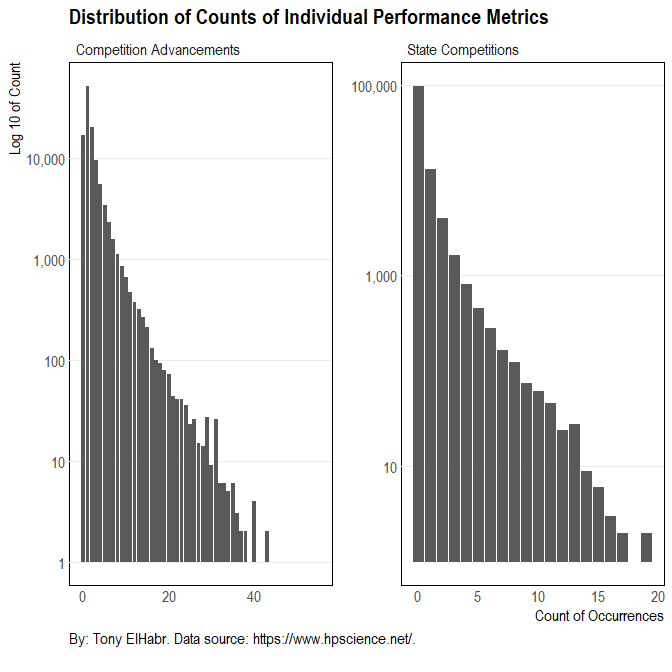 Distribution of Counts of Individual Performance Metrics
Competition Advancements
State Competitions
Log 10 of Count
10,000
1,000
100
10
1
0
20
40
100,000
1,000
10
0
5
10
15
20
Count of Occurrences
By: Tony ElHabr. Data source: https://www.hpscience.net/.